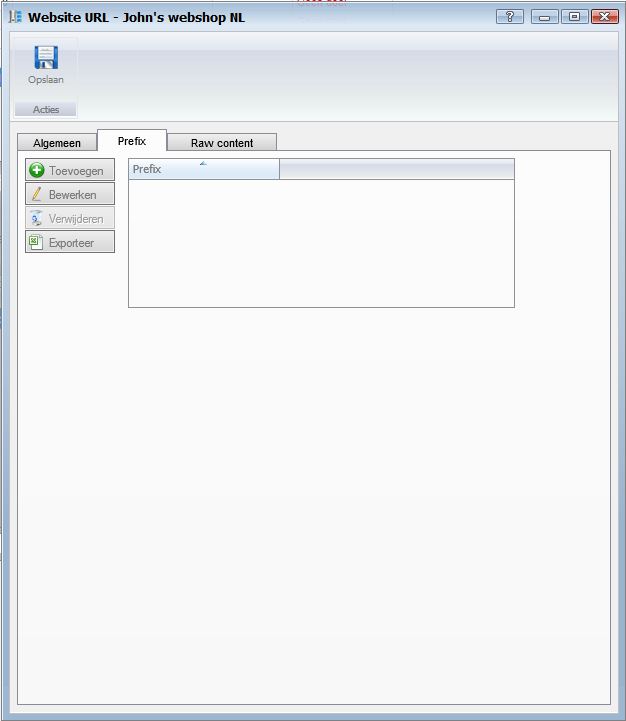 Website URL - John's webshop NL
Opslaan
Acties
Algemeen
Prefix
Raw content
Toevoegen
Prefix
Bewerken
Verwijderen
Exporteer